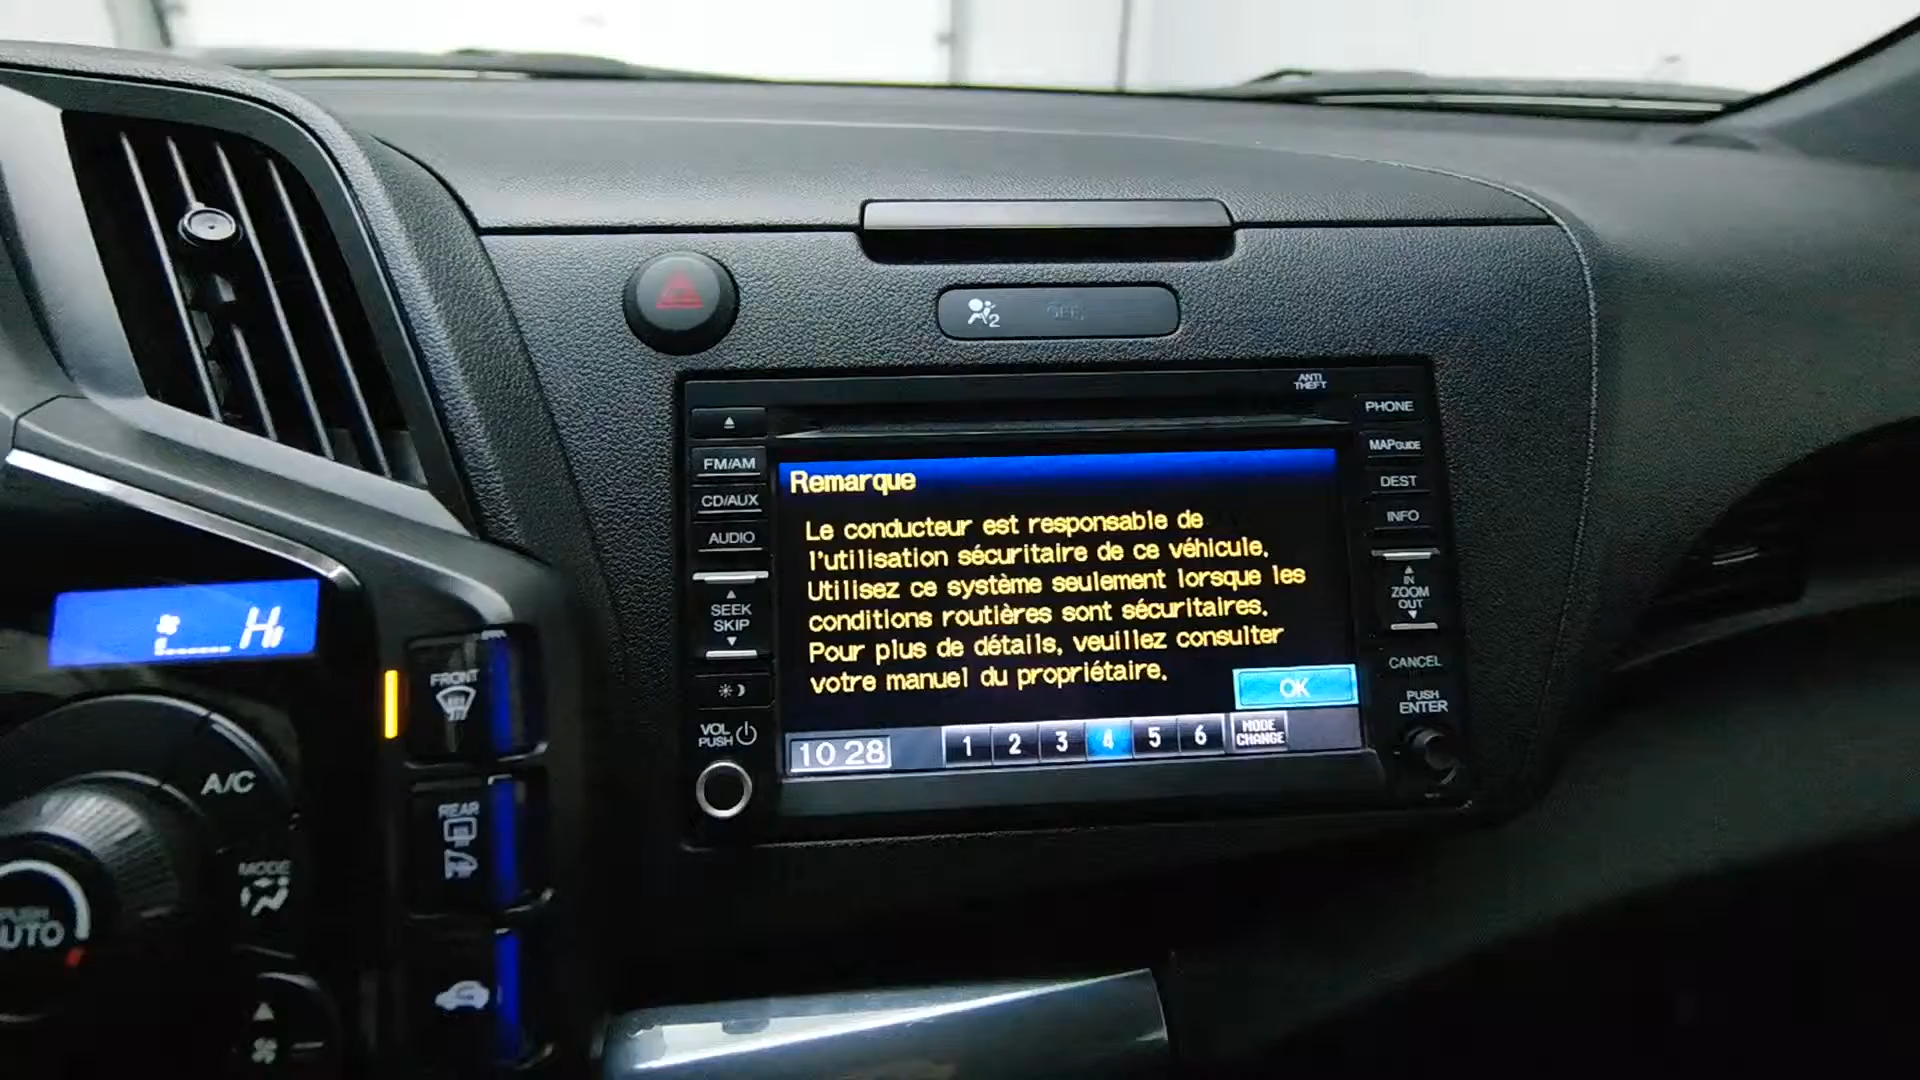 2
ANTI
THEFT
PHONE
MAP GUIDE
DEST
INFO
IN
ZOOM
OUT
CANCEL
PUSH
ENTER
FM/AM
CD/AUX
AUDIO
SEEK
SKIP
VOL
PUSH
Remarque
Le conducteur est responsable de
l'utilisation sécuritaire de ce véhicule.
Utilisez ce système seulement lorsque les
conditions routières sont sécuritaires.
Pour plus de détails, veuillez consulter
votre manuel du propriétaire.
OK
10 28
1 2 3 4 5 6
MODE
CHANGE
Hi
FRONT
A/C
REAR
MODE
PUSH
AUTO